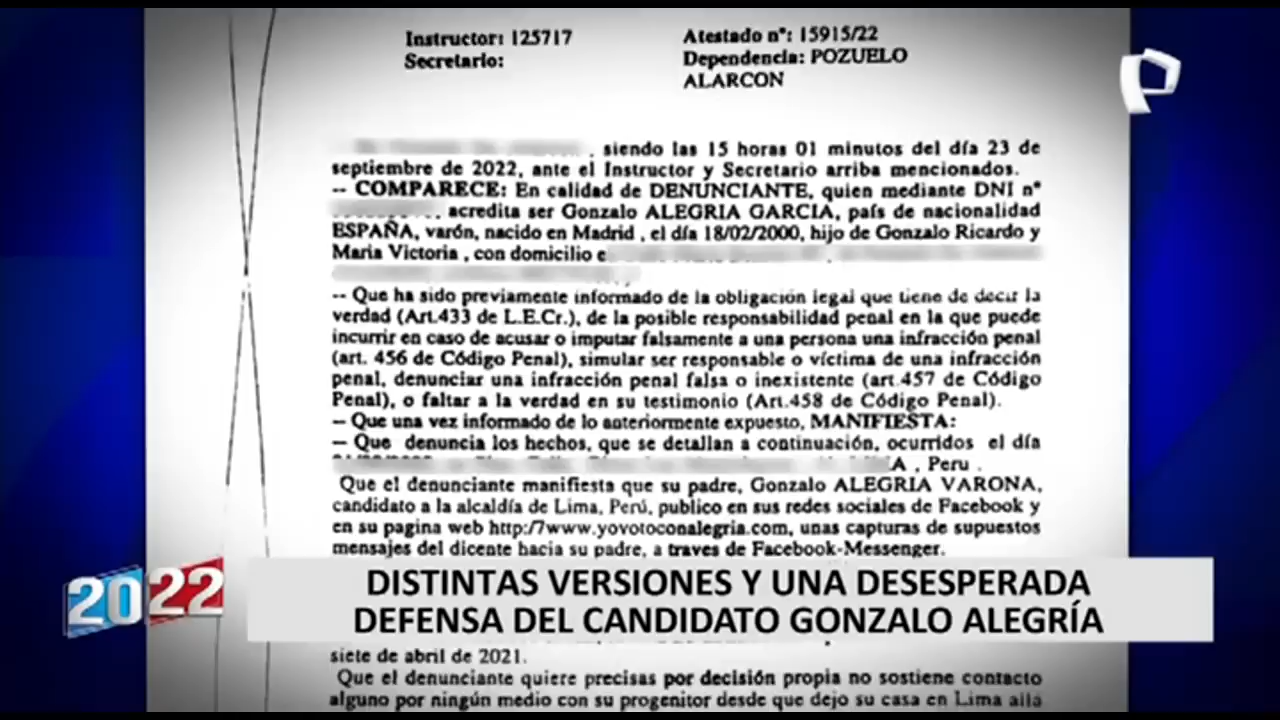 Instructor: 125717
Secretario:
Atestado nº: 15915/22
Dependencia: POZUELO
ALARCON
, siendo las 15 horas 01 minutos del día 23 de
septiembre de 2022, ante el Instructor y Secretario arriba mencionados.
-- COMPARECE: En calidad de DENUNCIANTE, quien mediante DNI nº
, acredita ser Gonzalo ALEGRIA GARCIA, país de nacionalidad
ESPAÑA, varón, nacido en Madrid , el día 18/02/2000, hijo de Gonzalo Ricardo y
Maria Victoria , con domicilio e
-- Que ha sido previamente informado de la obligación legal que tiene de decir la
verdad (Art.433 de L.E.Cr.), de la posible responsabilidad penal en la que puede
incurrir en caso de acusar o imputar falsamente a una persona una infracción penal
(art. 456 de Código Penal), simular ser responsable o víctima de una infracción
penal, denunciar una infracción penal falsa o inexistente (art.457 de Código
Penal), o faltar a la verdad en su testimonio (Art.458 de Código Penal).
-- Que una vez informado de lo anteriormente expuesto, MANIFIESTA:
-- Que denuncia los hechos, que se detallan a continuación, ocurridos el día
A , Peru .
Que el denunciante manifiesta que su padre, Gonzalo ALEGRIA VARONA,
candidato a la alcaldía de Lima, Perú, publico en sus redes sociales de Facebook y
en su pagina web http:/7www.yovotoconalegria.com, unas capturas de supuestos
mensajes del dicente hacia su padre, a traves de Facebook-Messenger.
2022
DISTINTAS VERSIONES Y UNA DESESPERADA
DEFENSA DEL CANDIDATO GONZALO ALEGRÍA
siete de abril de 2021.
Que el denunciante quiere precisas por decisión propia no sostiene contacto
alguno por ningún medio con su progenitor desde que dejo su casa en Lima alla